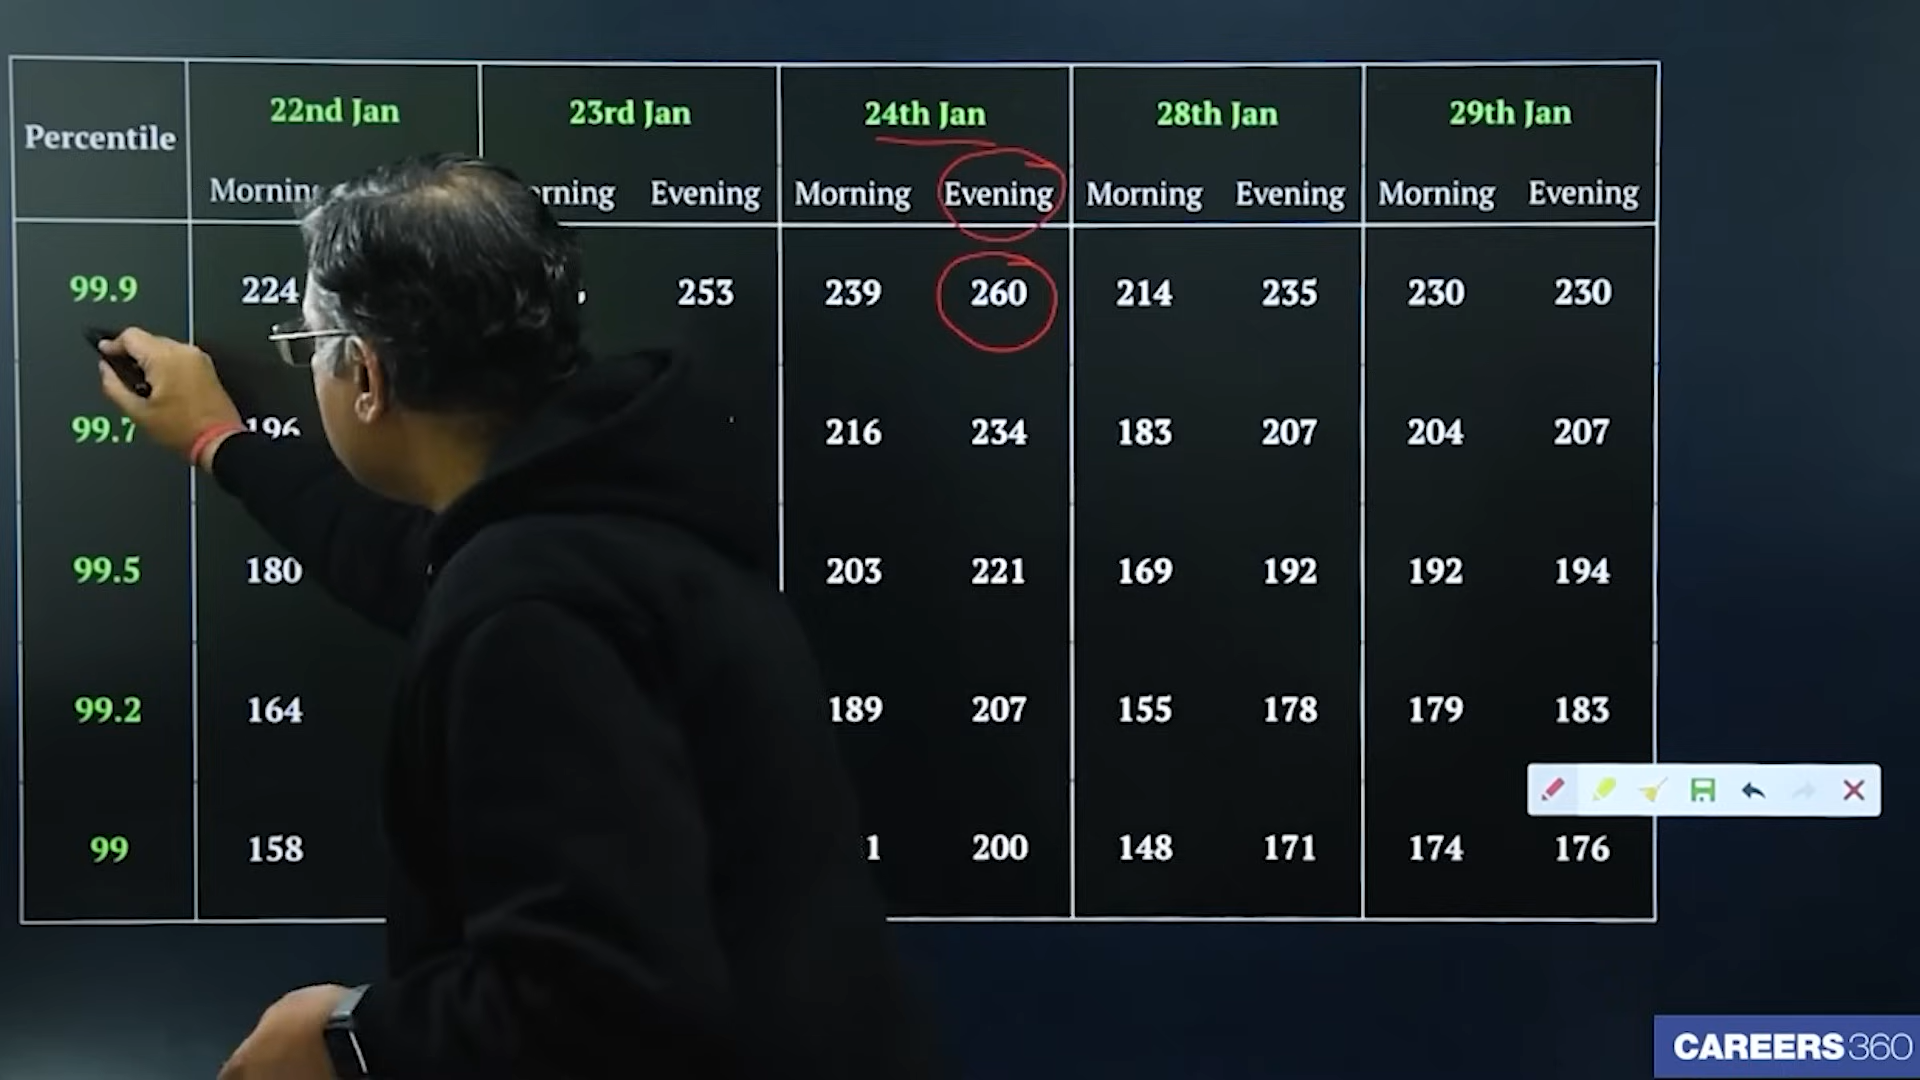 22nd Jan 23rd Jan 24th Jan 28th Jan 29th Jan
Percentile
Evening Morning Evening Morning Evening Morning Evening
99.9 224 253 239 260 214 235 230 230
99.7 196 216 234 183 207 204 207
99.5 180 203 221 169 192 192 194
99.2 164 189 207 155 178 179 183
99 158 200 148 171 174 176
CAREERS360